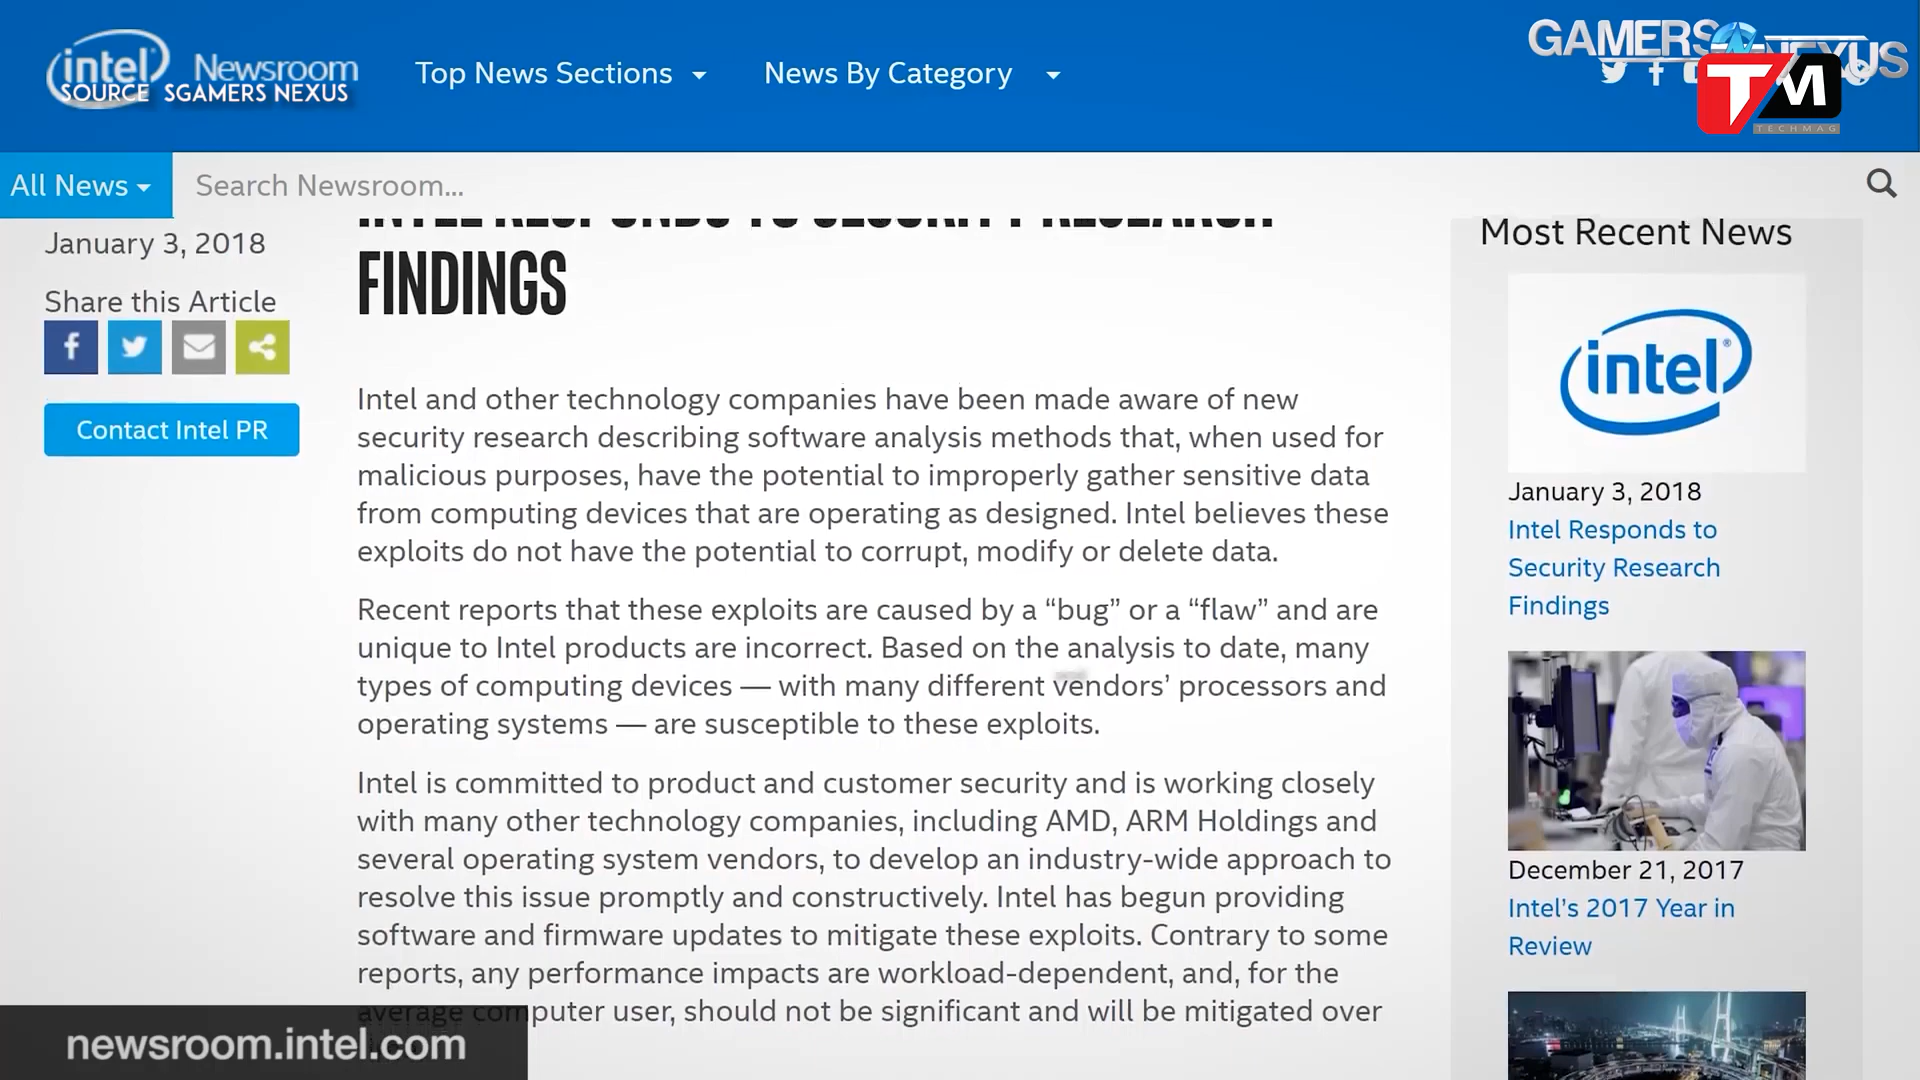 intel Newsroom
SOURCE SGAMERS NEXUS
Top News Sections
News By Category
GAMERS NEXUS
TM
TECHMAG
All News
Search Newsroom...
January 3, 2018
Share this Article
Contact Intel PR
INTEL RESPONDS TO SECURITY RESEARCH
FINDINGS
Intel and other technology companies have been made aware of new
security research describing software analysis methods that, when used for
malicious purposes, have the potential to improperly gather sensitive data
from computing devices that are operating as designed. Intel believes these
exploits do not have the potential to corrupt, modify or delete data.
Recent reports that these exploits are caused by a “bug” or a “flaw” and are
unique to Intel products are incorrect. Based on the analysis to date, many
types of computing devices — with many different vendors’ processors and
operating systems — are susceptible to these exploits.
Intel is committed to product and customer security and is working closely
with many other technology companies, including AMD, ARM Holdings and
several operating system vendors, to develop an industry-wide approach to
resolve this issue promptly and constructively. Intel has begun providing
software and firmware updates to mitigate these exploits. Contrary to some
reports, any performance impacts are workload-dependent, and, for the
average computer user, should not be significant and will be mitigated over
newsroom.intel.com
Most Recent News
intel®
January 3, 2018
Intel Responds to
Security Research
Findings
December 21, 2017
Intel’s 2017 Year in
Review